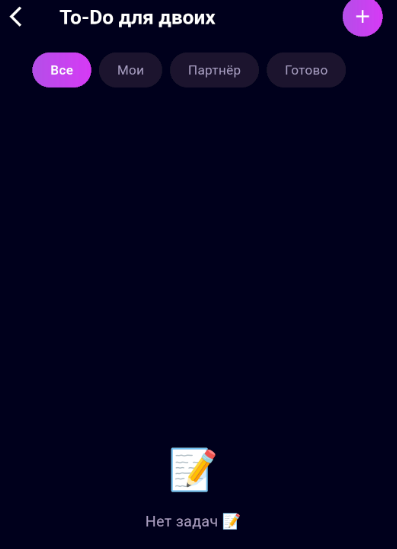 To-Do для двоих
Все Мои Партнёр Готово
Нет задач 📝